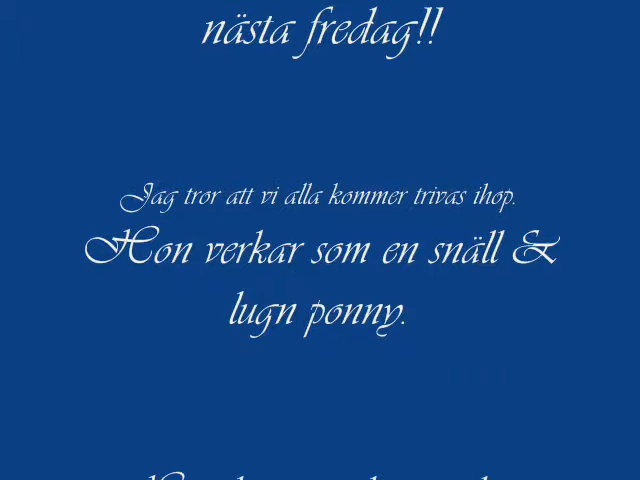 nästa fredag!!
Jag tror att vi alla kommer trivas ihop.
Hon verkar som en snäll &
lugn ponny.